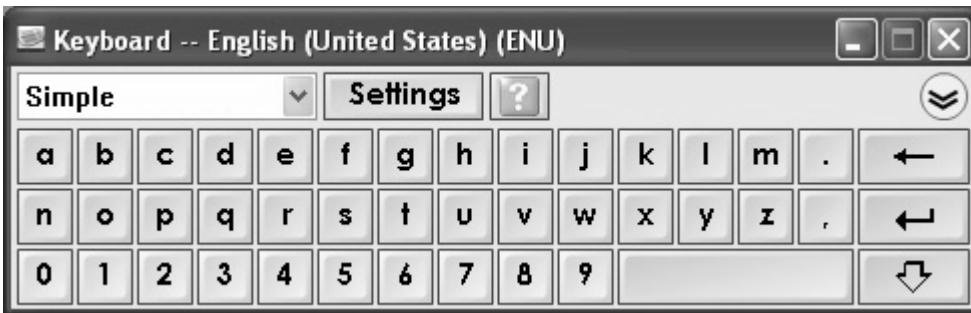 Keyboard -- English (United States) (ENU)
Simple Settings ?
a b c d e f g h i j k l m .
n o p q r s t u v w x y z ,
0 1 2 3 4 5 6 7 8 9